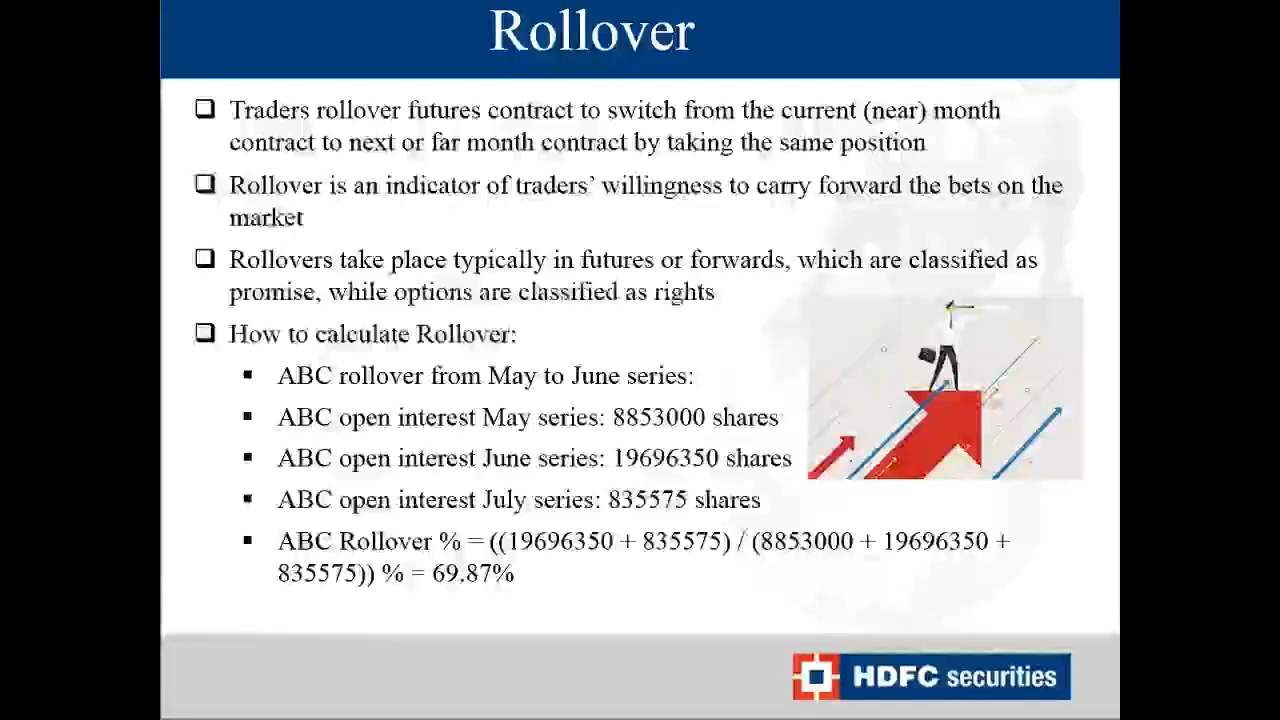 Rollover
❑ Traders rollover futures contract to switch from the current (near) month
contract to next or far month contract by taking the same position
❑ Rollover is an indicator of traders’ willingness to carry forward the bets on the
market
❑ Rollovers take place typically in futures or forwards, which are classified as
promise, while options are classified as rights
❑ How to calculate Rollover:
▪ ABC rollover from May to June series:
▪ ABC open interest May series: 8853000 shares
▪ ABC open interest June series: 19696350 shares
▪ ABC open interest July series: 835575 shares
▪ ABC Rollover % = ((19696350 + 835575) / (8853000 + 19696350 +
835575)) % = 69.87%
HDFC securities